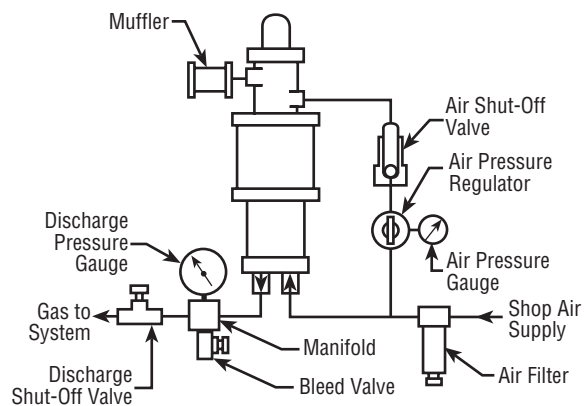 Muffler
Air Shut-Off
Valve
Air Pressure
Regulator
Discharge
Pressure
Gauge
Air Pressure
Gauge
Gas to
System
Shop Air
Supply
Manifold
Air Filter
Discharge
Shut-Off Valve
Bleed Valve